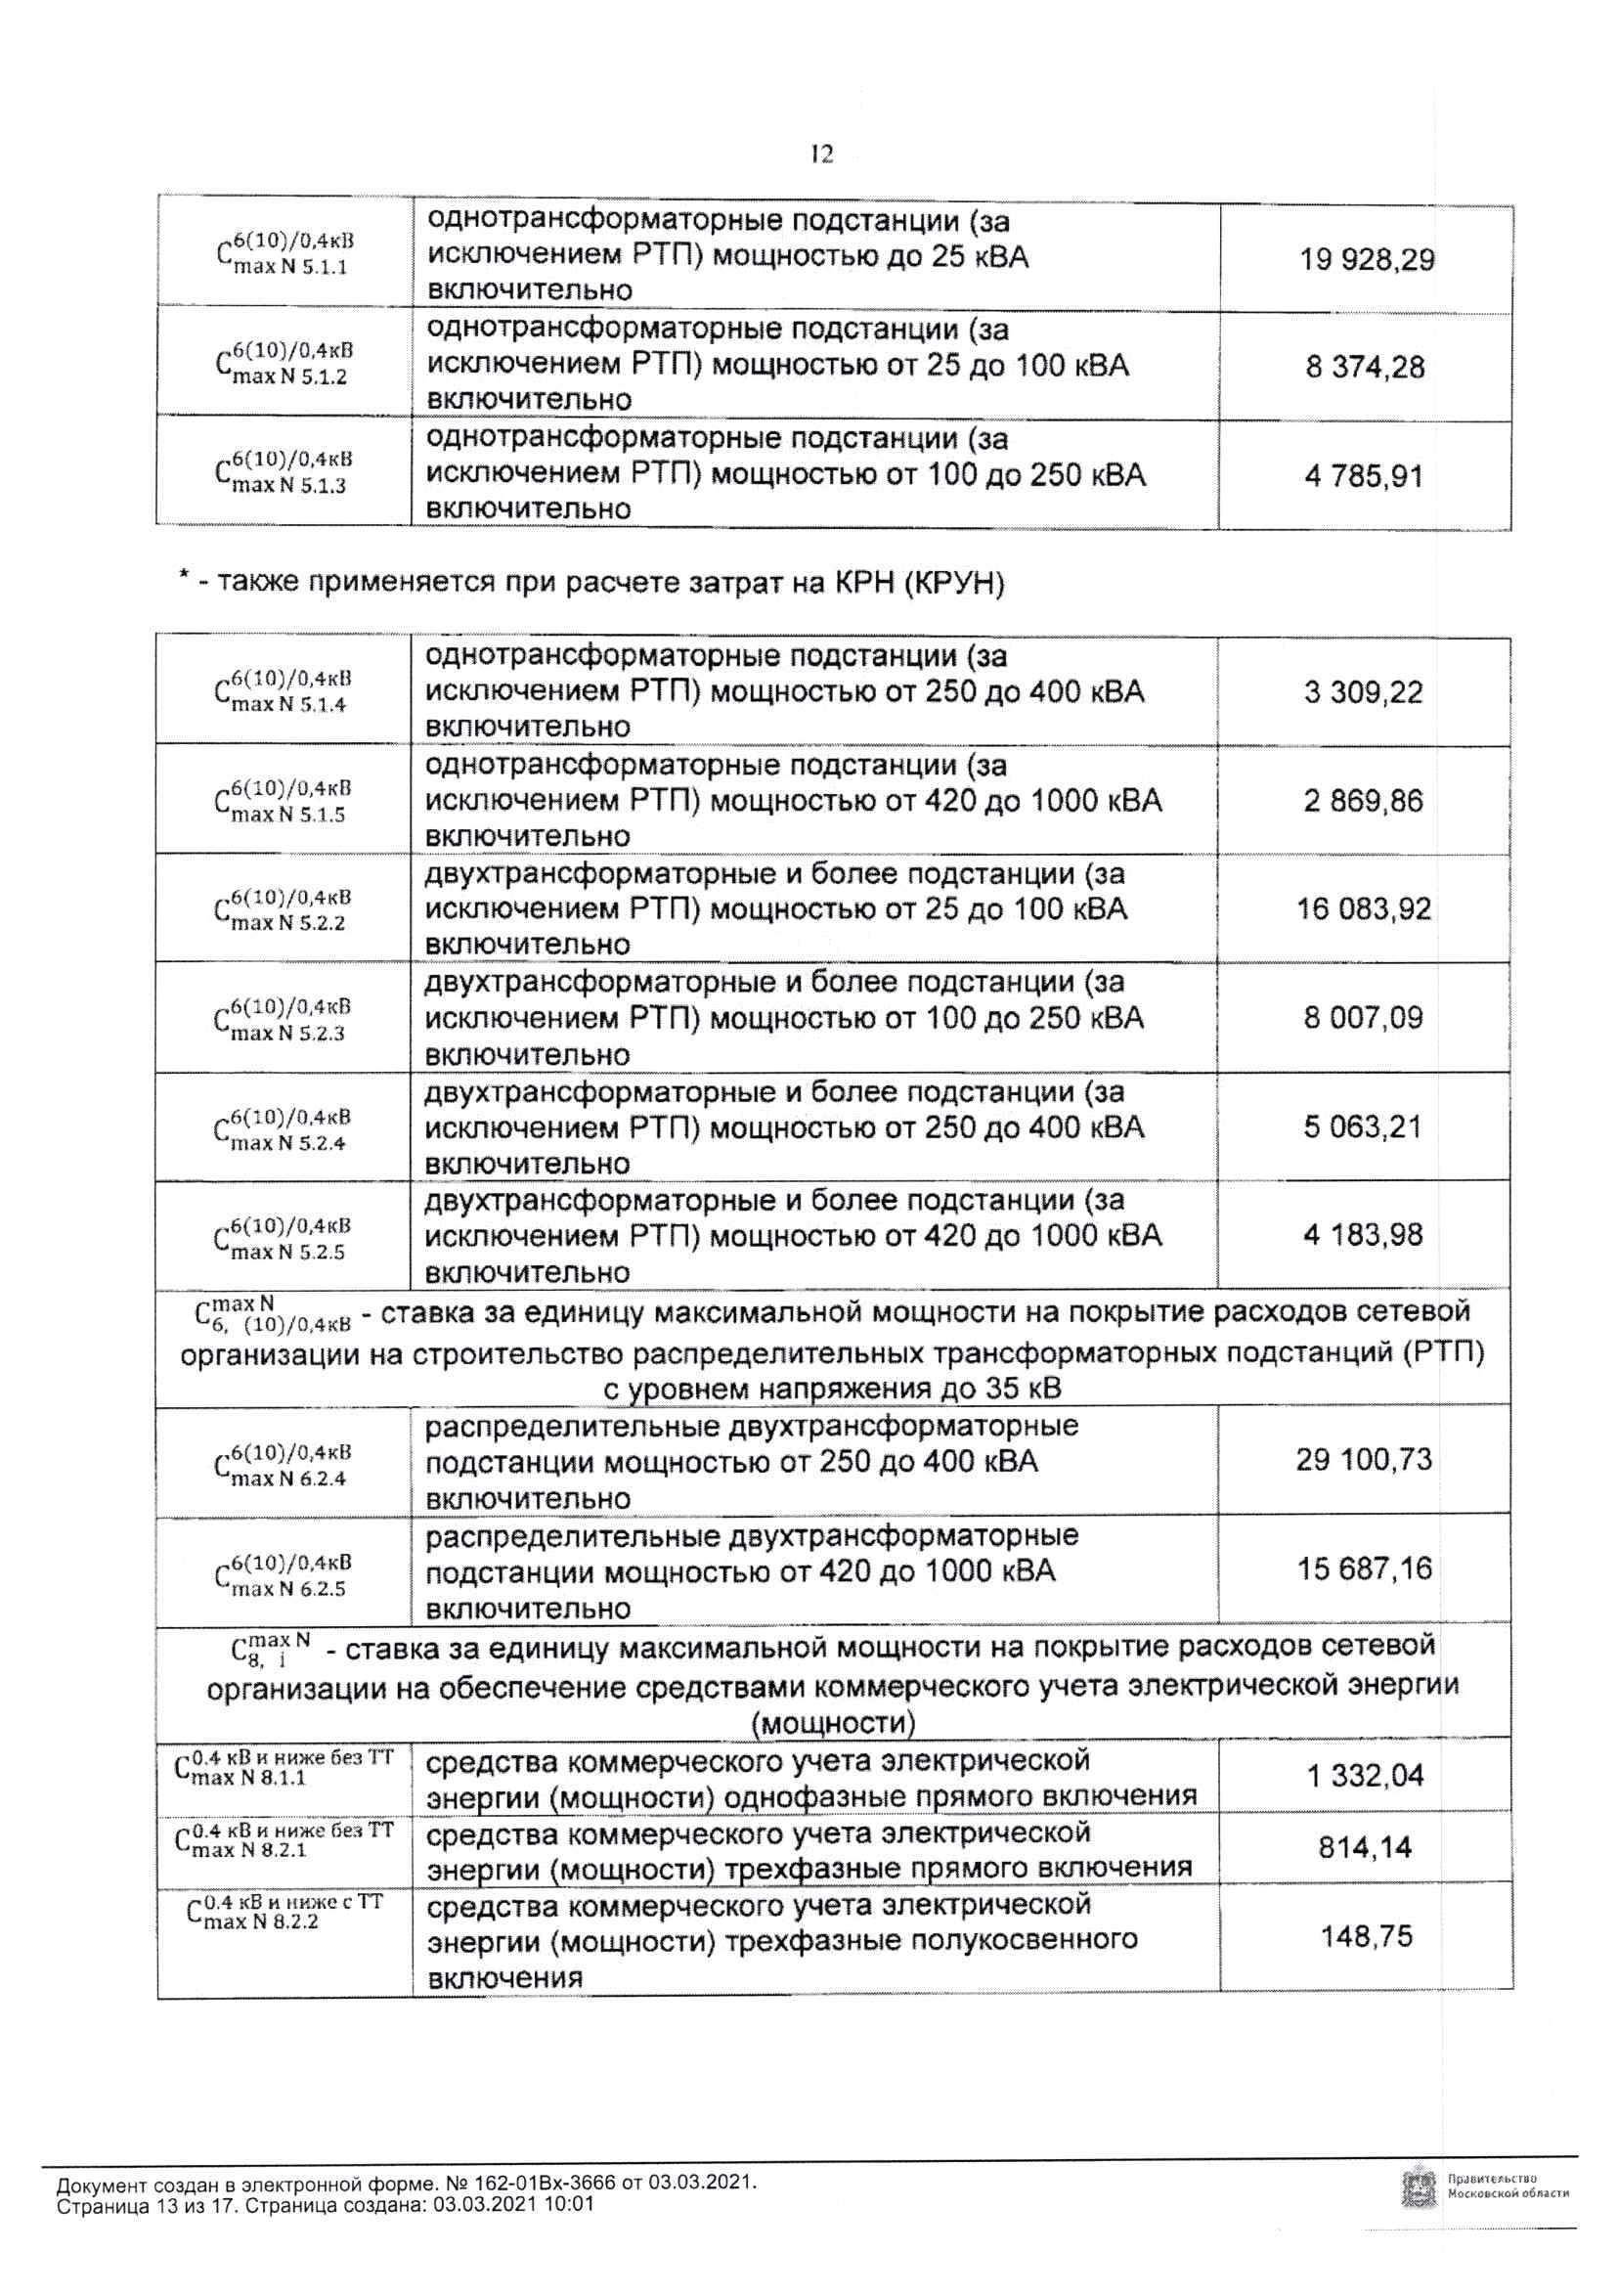 12
С 6(10)/0,4кВ max N 5.1.1
однотрансформаторные подстанции (за
исключением РТП) мощностью до 25 кВА
включительно
19 928,29
С 6(10)/0,4кВ max N 5.1.2
однотрансформаторные подстанции (за
исключением РТП) мощностью от 25 до 100 кВА
включительно
8 374,28
С 6(10)/0,4кВ max N 5.1.3
однотрансформаторные подстанции (за
исключением РТП) мощностью от 100 до 250 кВА
включительно
4 785,91
* - также применяется при расчете затрат на КРН (КРУН)
С 6(10)/0,4кВ max N 5.1.4
однотрансформаторные подстанции (за
исключением РТП) мощностью от 250 до 400 кВА
включительно
3 309,22
С 6(10)/0,4кВ max N 5.1.5
однотрансформаторные подстанции (за
исключением РТП) мощностью от 420 до 1000 кВА
включительно
2 869,86
С 6(10)/0,4кВ max N 5.2.2
двухтрансформаторные и более подстанции (за
исключением РТП) мощностью от 25 до 100 кВА
включительно
16 083,92
С 6(10)/0,4кВ max N 5.2.3
двухтрансформаторные и более подстанции (за
исключением РТП) мощностью от 100 до 250 кВА
включительно
8 007,09
С 6(10)/0,4кВ max N 5.2.4
двухтрансформаторные и более подстанции (за
исключением РТП) мощностью от 250 до 400 кВА
включительно
5 063,21
С 6(10)/0,4кВ max N 5.2.5
двухтрансформаторные и более подстанции (за
исключением РТП) мощностью от 420 до 1000 кВА
включительно
4 183,98
С max N 6, (10)/0,4кВ - ставка за единицу максимальной мощности на покрытие расходов сетевой
организации на строительство распределительных трансформаторных подстанций (РТП)
с уровнем напряжения до 35 кВ
С 6(10)/0,4кВ max N 6.2.4
распределительные двухтрансформаторные
подстанции мощностью от 250 до 400 кВА
включительно
29 100,73
С 6(10)/0,4кВ max N 6.2.5
распределительные двухтрансформаторные
подстанции мощностью от 420 до 1000 кВА
включительно
15 687,16
С max N 8, i - ставка за единицу максимальной мощности на покрытие расходов сетевой
организации на обеспечение средствами коммерческого учета электрической энергии
(мощности)
С 0.4 кВ и ниже без ТТ max N 8.1.1
средства коммерческого учета электрической
энергии (мощности) однофазные прямого включения
1 332,04
С 0.4 кВ и ниже без ТТ max N 8.2.1
средства коммерческого учета электрической
энергии (мощности) трехфазные прямого включения
814,14
С 0.4 кВ и ниже с ТТ max N 8.2.2
средства коммерческого учета электрической
энергии (мощности) трехфазные полукосвенного
включения
148,75
Документ создан в электронной форме. № 162-01Вх-3666 от 03.03.2021.
Страница 13 из 17. Страница создана: 03.03.2021 10:01
Правительство
Московской области